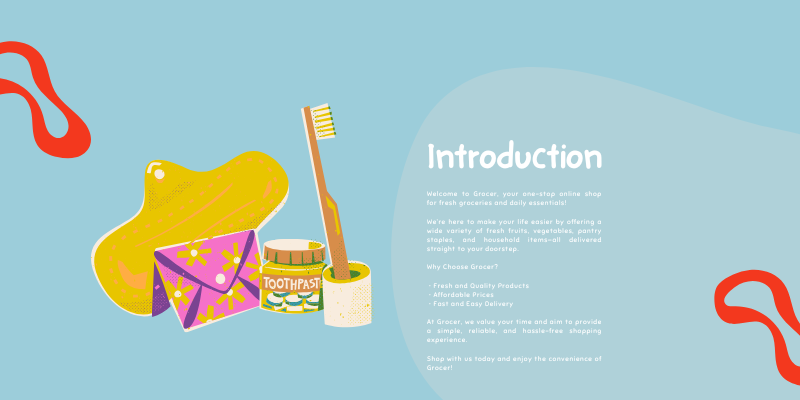 TOOTHPAST
Introduction
Welcome to Grocer, your one-stop online shop
for fresh groceries and daily essentials!
We're here to make your life easier by offering a
wide variety of fresh fruits, vegetables, pantry
staples, and household items-all delivered
straight to your doorstep.
Why Choose Grocer?
· Fresh and Quality Products
· Affordable Prices
· Fast and Easy Delivery
At Grocer, we value your time and aim to provide
a simple, reliable, and hassle-free shopping
experience.
Shop with us today and enjoy the convenience of
Grocer!